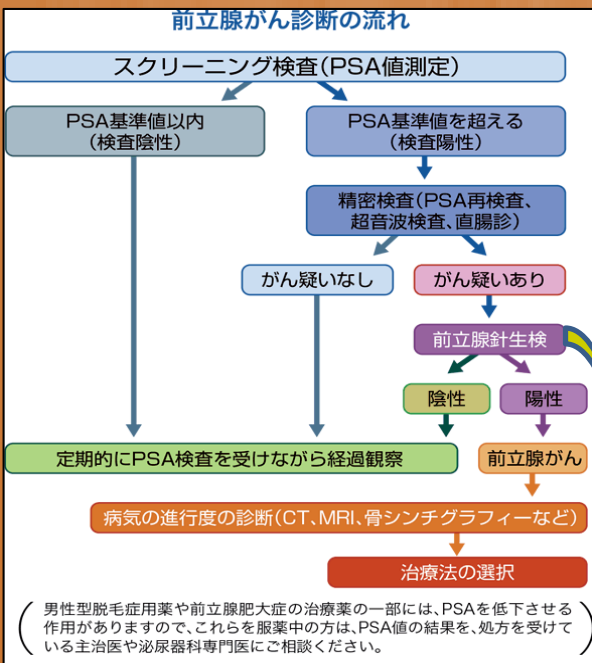 前立腺がん診断の流れ
スクリーニング検査(PSA値測定)
PSA基準値以内
(検査陰性)
PSA基準値を超える
(検査陽性)
精密検査(PSA再検査、
超音波検査、直腸診)
がん疑いなし
がん疑いあり
前立腺針生検
陰性
陽性
定期的にPSA検査を受けながら経過観察
前立腺がん
病気の進行度の診断(CT、MRI、骨シンチグラフィーなど)
治療法の選択
(男性型脱毛症用薬や前立腺肥大症の治療薬の一部には、PSAを低下させる
作用がありますので、これらを服薬中の方は、PSA値の結果を、処方を受けて
いる主治医や泌尿器科専門医にご相談ください。)